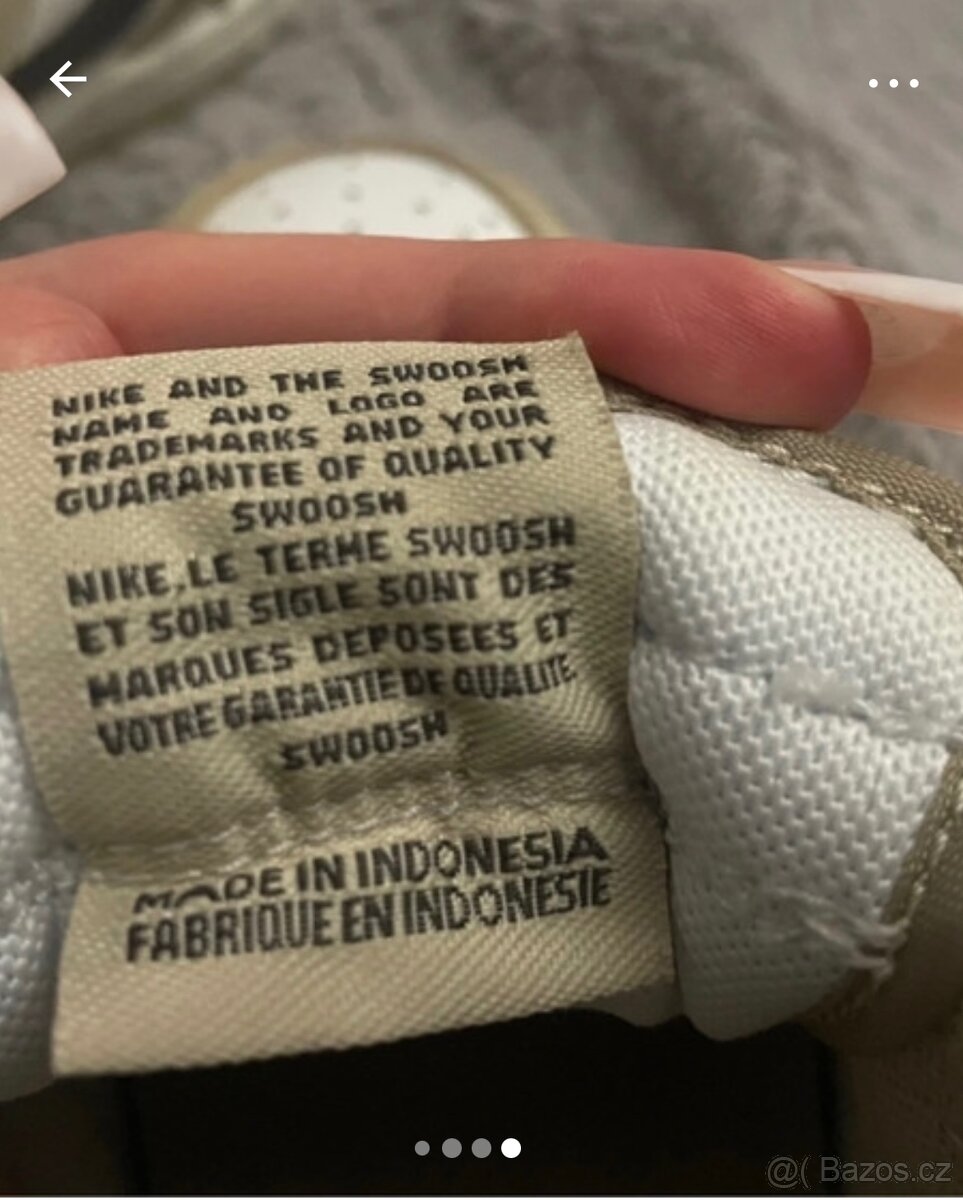 NIKE AND THE SWOOSH
NAME AND LOGO ARE
TRADEMARKS AND YOUR
GUARANTEE OF QUALITY
SWOOSH
NIKE, LE TERME SWOOSH
ET SON SIGLE SONT DES
MARQUES DEPOSEES ET
VOTRE GARANTIE DE QUALITE
SWOOSH
MADE IN INDONESIA
FABRIQUE EN INDONESIE
@( Bazos.cz